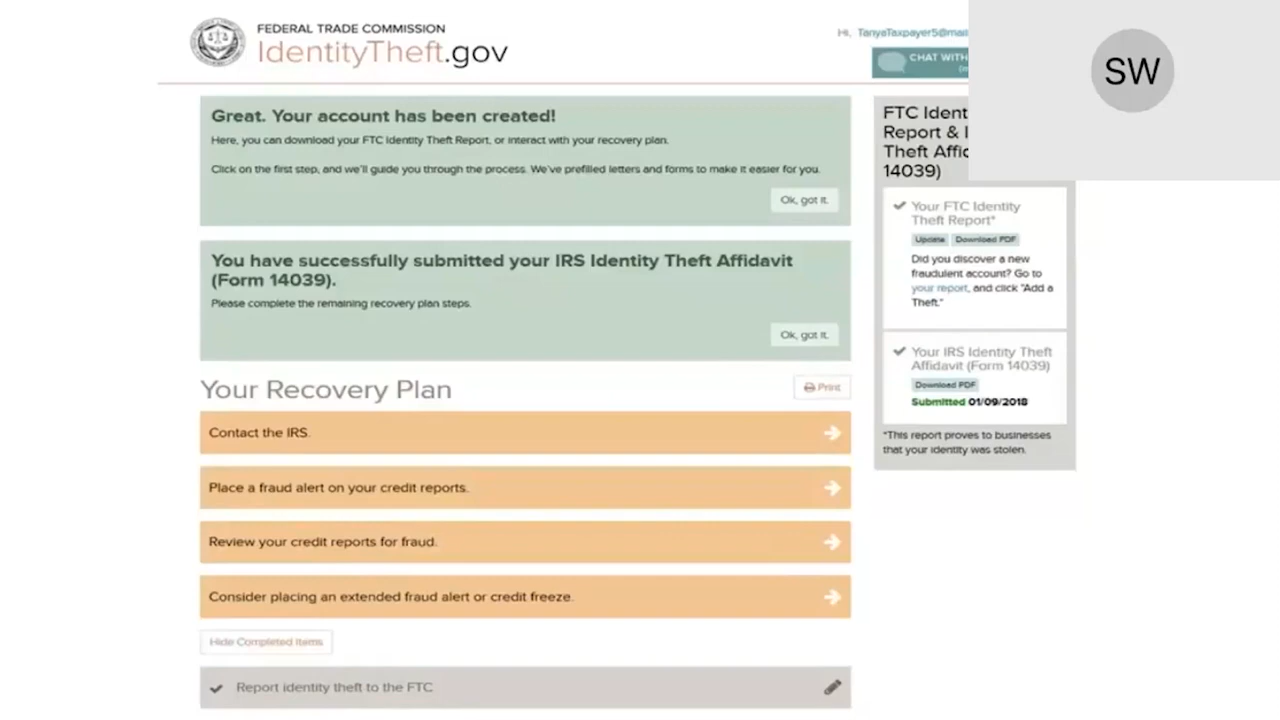 FEDERAL TRADE COMMISSION
IdentityTheft.gov
Hi, TanyaTaxpayer5@mail
CHAT WITH
SW
Great. Your account has been created!
Here, you can download your FTC Identity Theft Report, or interact with your recovery plan.
Click on the first step, and we'll guide you through the process. We've prefilled letters and forms to make it easier for you.
Ok, got it.
You have successfully submitted your IRS Identity Theft Affidavit
(Form 14039).
Please complete the remaining recovery plan steps.
Ok, got it.
Your Recovery Plan
Print
Contact the IRS.
Place a fraud alert on your credit reports.
Review your credit reports for fraud.
Consider placing an extended fraud alert or credit freeze.
Hide Completed Items
Report identity theft to the FTC
FTC Ident
Report & I
Theft Affic
14039)
Your FTC Identity
Theft Report*
Update Download PDF
Did you discover a new
fraudulent account? Go to
your report, and click "Add a
Theft."
Your IRS Identity Theft
Affidavit (Form 14039)
Download PDF
Submitted 01/09/2018
*This report proves to businesses
that your identity was stolen.